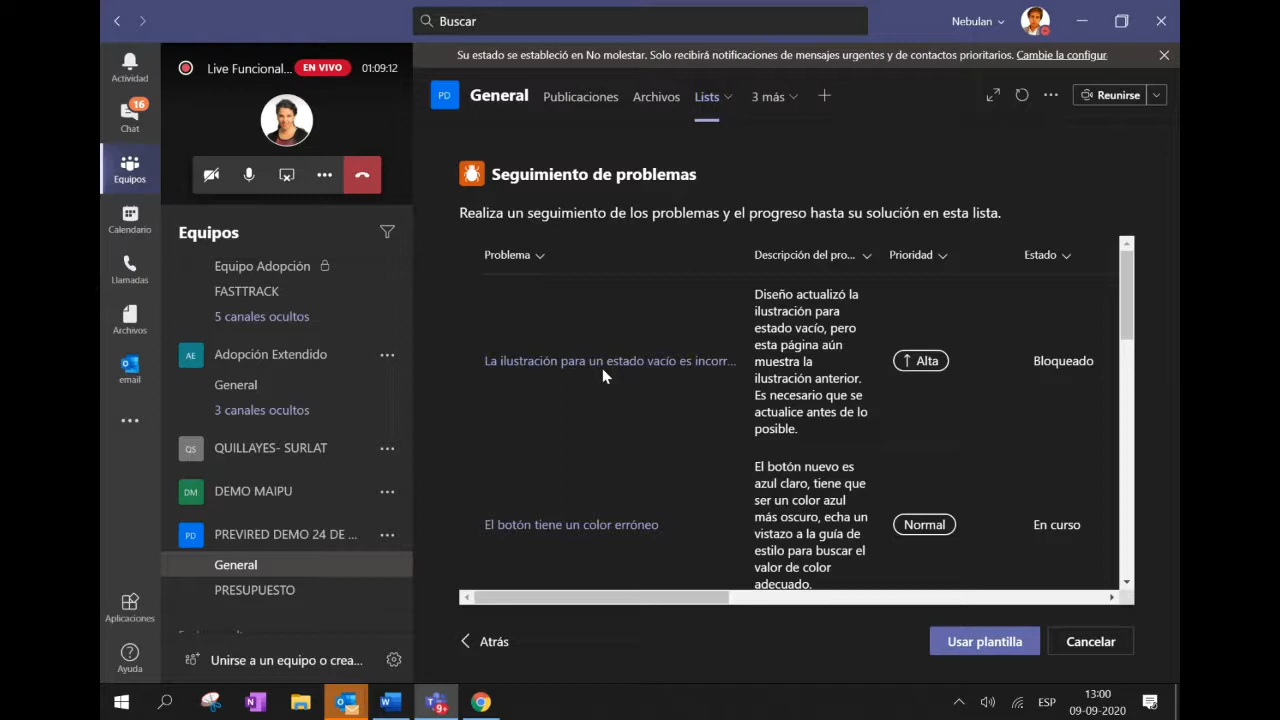 Buscar
Nebulan
Su estado se estableció en No molestar. Solo recibirá notificaciones de mensajes urgentes y de contactos prioritarios. Cambie la configur
Actividad
16
Chat
Equipos
Calendario
Llamadas
Archivos
email
Aplicaciones
Ayuda
Live Funcional... EN VIVO 01:09:12
Equipos
Equipo Adopción
FASTTRACK
5 canales ocultos
AE Adopción Extendido
General
3 canales ocultos
QS QUILLAYES- SURLAT
DM DEMO MAIPU
PD PREVIRED DEMO 24 DE ...
General
PRESUPUESTO
Unirse a un equipo o crea...
PD General Publicaciones Archivos Lists 3 más
Reunirse
Seguimiento de problemas
Realiza un seguimiento de los problemas y el progreso hasta su solución en esta lista.
Problema Descripción del pro... Prioridad Estado
La ilustración para un estado vacío es incorr...
Diseño actualizó la
ilustración para
estado vacío, pero
esta página aún
muestra la
ilustración anterior.
Es necesario que se
actualice antes de lo
posible.
↑ Alta
Bloqueado
El botón tiene un color erróneo
El botón nuevo es
azul claro, tiene que
ser un color azul
más oscuro, echa un
vistazo a la guía de
estilo para buscar el
valor de color
adecuado.
Normal
En curso
Atrás
Usar plantilla
Cancelar
9+
ESP
13:00
09-09-2020